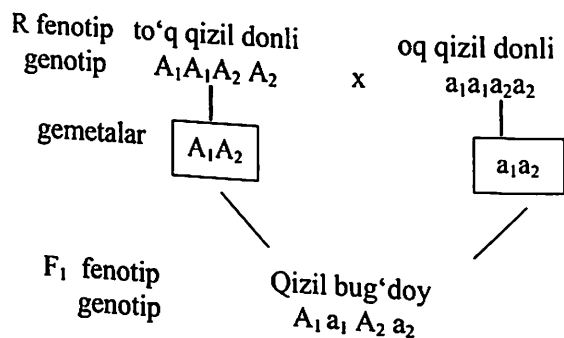 R fenotip to‘q qizil donli oq qizil donli
genotip A₁A₁A₂ A₂ x a₁a₁a₂a₂
gemetalar A₁A₂ a₁a₂
F₁ fenotip Qizil bug‘doy
genotip A₁ a₁ A₂ a₂